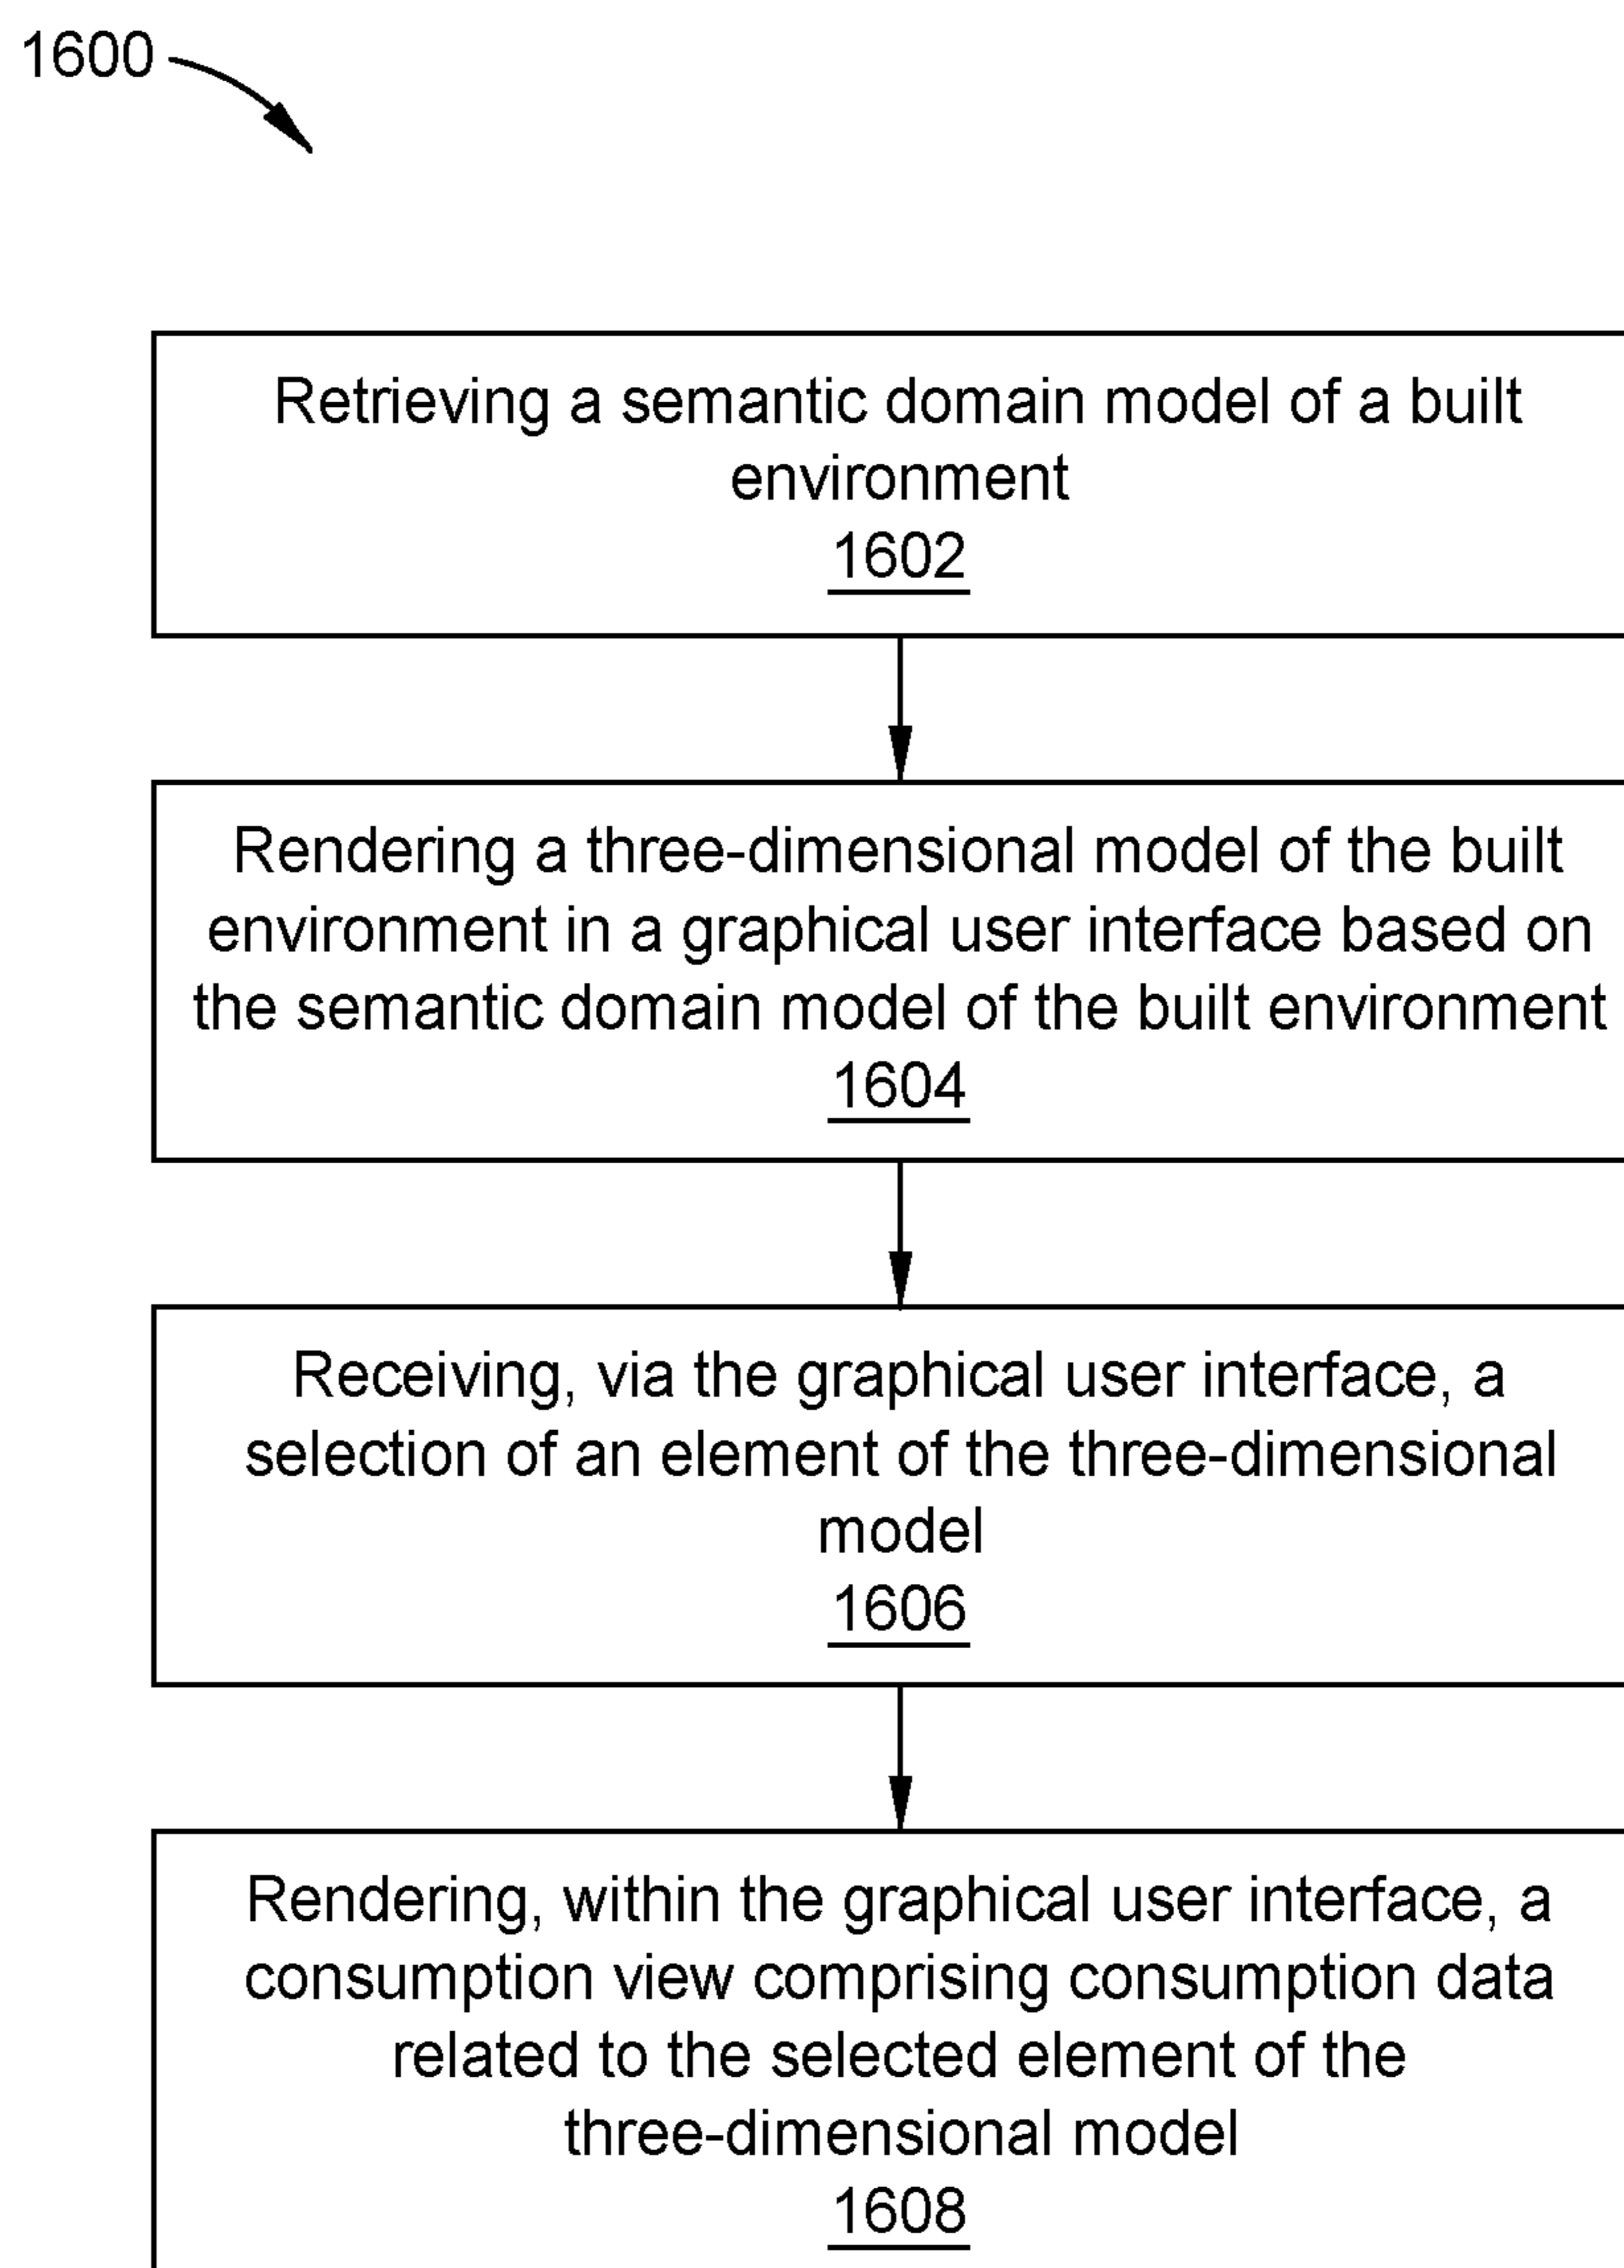 1600
Retrieving a semantic domain model of a built
environment
1602
Rendering a three-dimensional model of the built
environment in a graphical user interface based on
the semantic domain model of the built environment
1604
Receiving, via the graphical user interface, a
selection of an element of the three-dimensional
model
1606
Rendering, within the graphical user interface, a
consumption view comprising consumption data
related to the selected element of the
three-dimensional model
1608